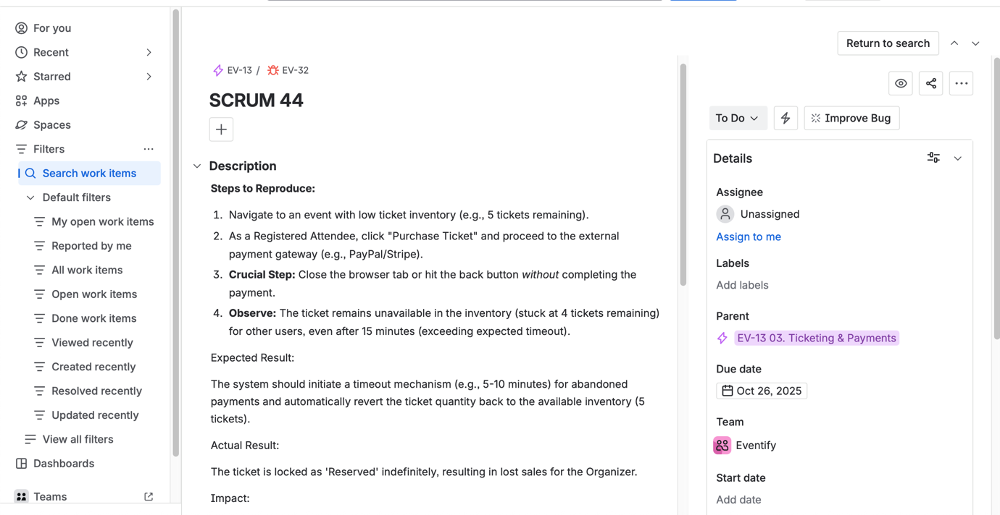 For you
Recent
Starred
Apps
Spaces
Filters
Search work items
Default filters
My open work items
Reported by me
All work items
Open work items
Done work items
Viewed recently
Created recently
Resolved recently
Updated recently
View all filters
Dashboards
Teams
Return to search
EV-13 / EV-32
SCRUM 44
Description
Steps to Reproduce:
1. Navigate to an event with low ticket inventory (e.g., 5 tickets remaining).
2. As a Registered Attendee, click "Purchase Ticket" and proceed to the external
payment gateway (e.g., PayPal/Stripe).
3. Crucial Step: Close the browser tab or hit the back button without completing the
payment.
4. Observe: The ticket remains unavailable in the inventory (stuck at 4 tickets remaining)
for other users, even after 15 minutes (exceeding expected timeout).
Expected Result:
The system should initiate a timeout mechanism (e.g., 5-10 minutes) for abandoned
payments and automatically revert the ticket quantity back to the available inventory (5
tickets).
Actual Result:
The ticket is locked as 'Reserved' indefinitely, resulting in lost sales for the Organizer.
Impact:
To Do
Improve Bug
Details
Assignee
Unassigned
Assign to me
Labels
Add labels
Parent
EV-13 03. Ticketing & Payments
Due date
Oct 26, 2025
Team
Eventify
Start date
Add date